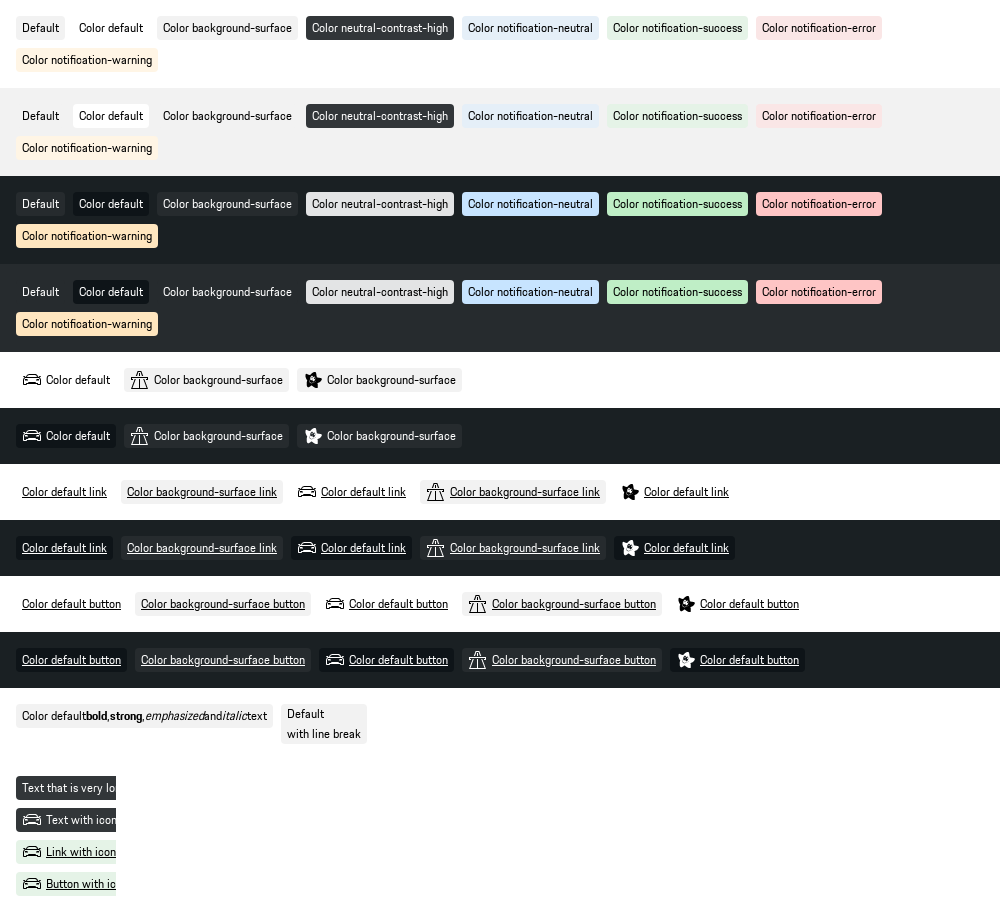 Default Color default Color background-surface Color neutral-contrast-high Color notification-neutral Color notification-success Color notification-error
Color notification-warning
Default Color default Color background-surface Color neutral-contrast-high Color notification-neutral Color notification-success Color notification-error
Color notification-warning
Default Color default Color background-surface Color neutral-contrast-high Color notification-neutral Color notification-success Color notification-error
Color notification-warning
Default Color default Color background-surface Color neutral-contrast-high Color notification-neutral Color notification-success Color notification-error
Color notification-warning
Color default Color background-surface Color background-surface
Color default Color background-surface Color background-surface
Color default link Color background-surface link Color default link Color background-surface link Color default link
Color default link Color background-surface link Color default link Color background-surface link Color default link
Color default button Color background-surface button Color default button Color background-surface button Color default button
Color default button Color background-surface button Color default button Color background-surface button Color default button
Color defaultbold,strong,emphasizedanditalictext Default
with line break
Text that is very lo
Text with icon
Link with icon
Button with ic